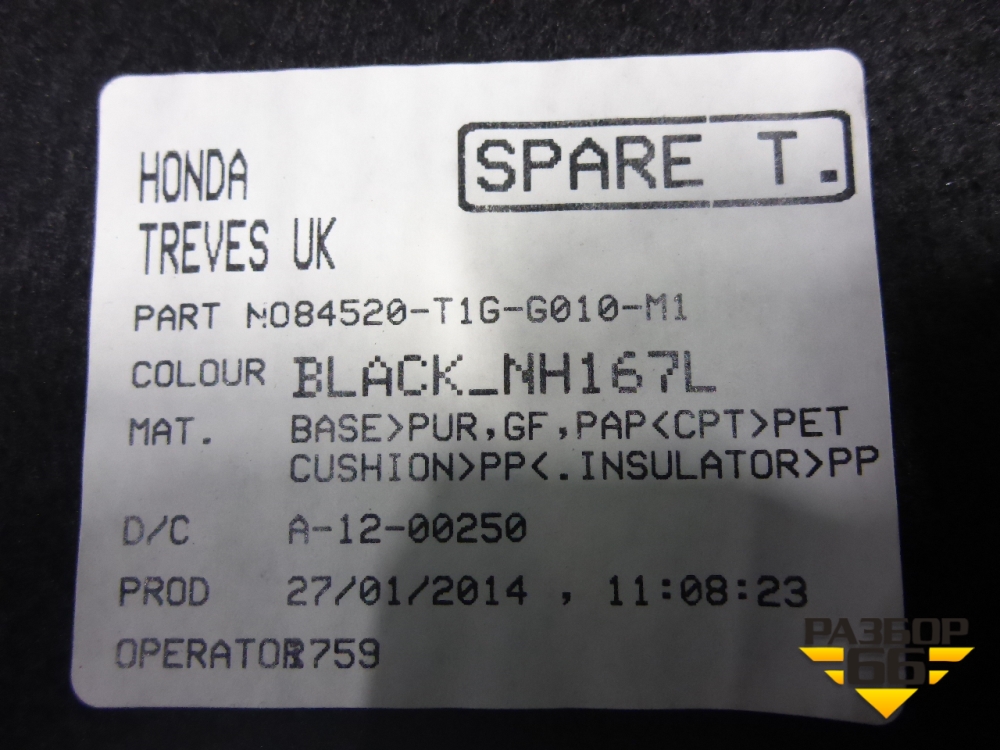 SPARE T.
HONDA
TREVES UK
PART NO84520-T1G-G010-M1
COLOUR BLACK_NH167L
MAT. BASE>PUR,GF,PAP<CPT>PET
CUSHION>PP<.INSULATOR>PP
D/C A-12-00250
PROD 27/01/2014 , 11:08:23
OPERATOR759
РАЗБОР
66